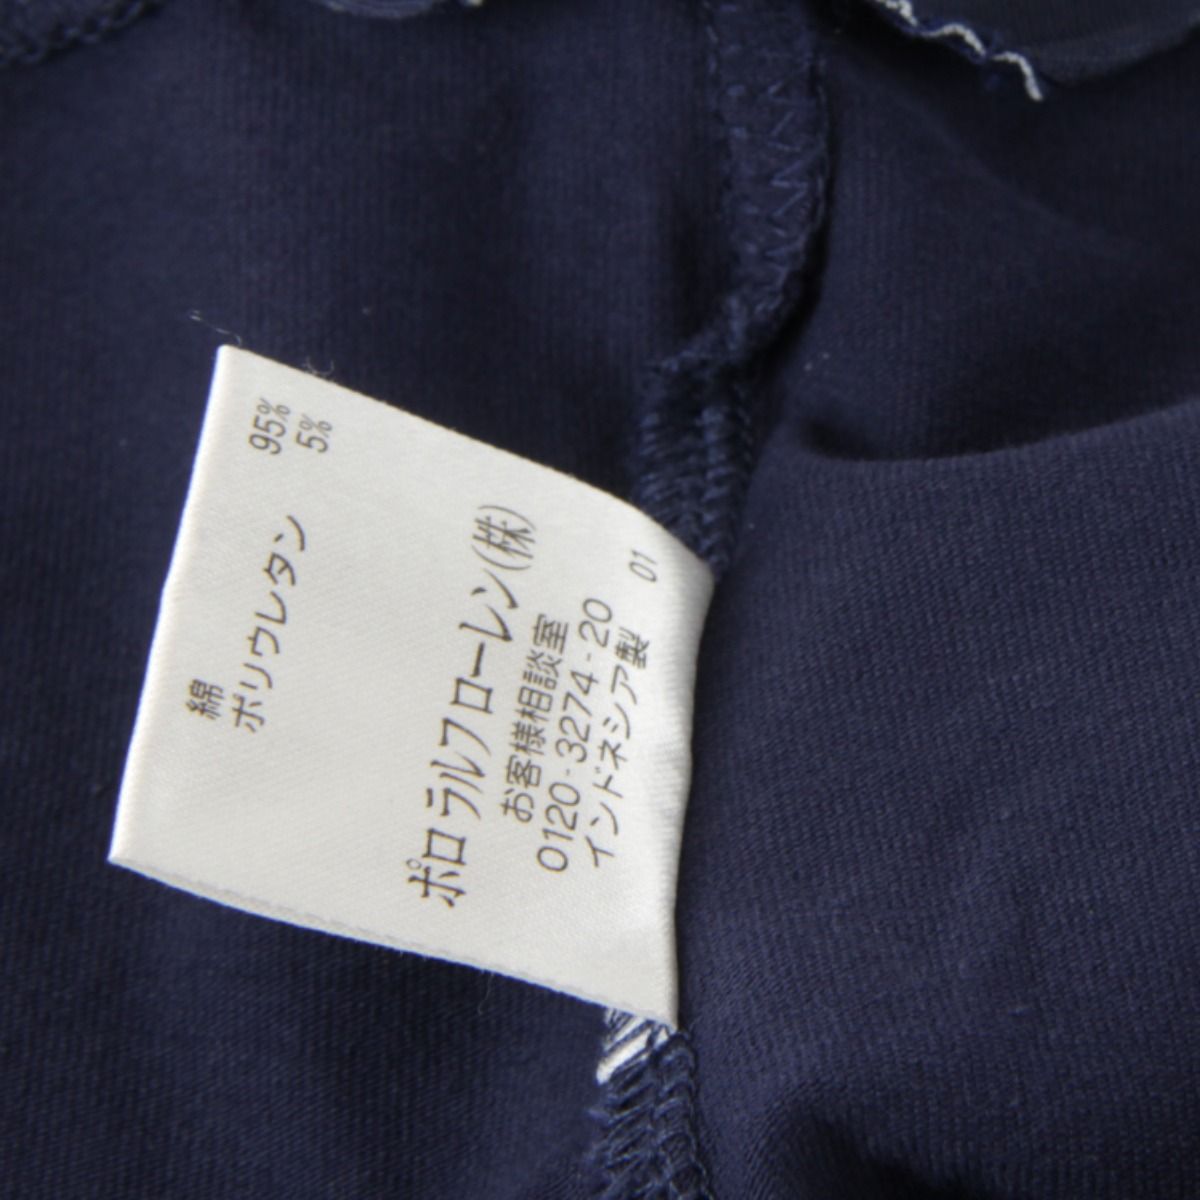 綿 95%
ポリウレタン 5%
ポロ ラルフローレン(株)
お客様相談室
0120-3274-20
インドネシア製 01